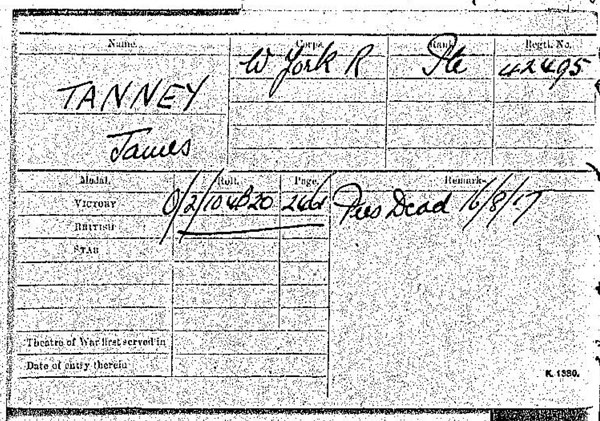 Name. Corps. Rank. Regtl. No.
W York R Pte 42495
TANNEY
James
Medal. Roll. Page. Remarks
VICTORY O/2/104B20 Pres Dead 16/8/17
BRITISH
STAR
Theatre of War first served in
Date of entry therein
K. 1380.